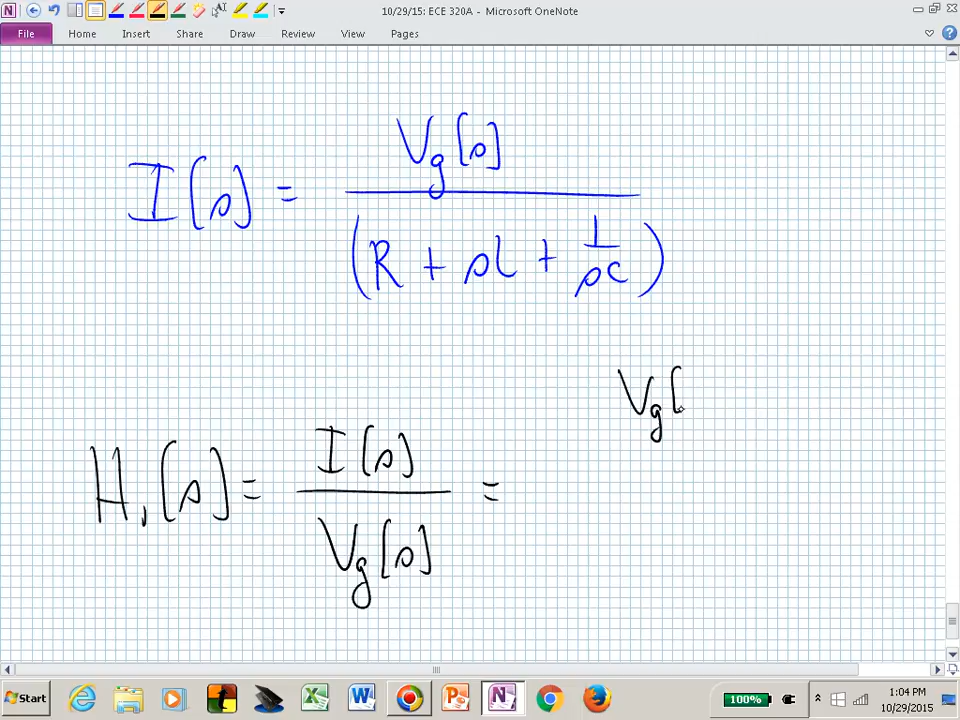 10/29/15: ECE 320A - Microsoft OneNote
File Home Insert Share Draw Review View Pages
I[s] = Vg[s] / (R + sL + 1/sC)
Vg[
H₁[s] = I[s] / Vg[s] =
Start 100% 1:04 PM
10/29/2015